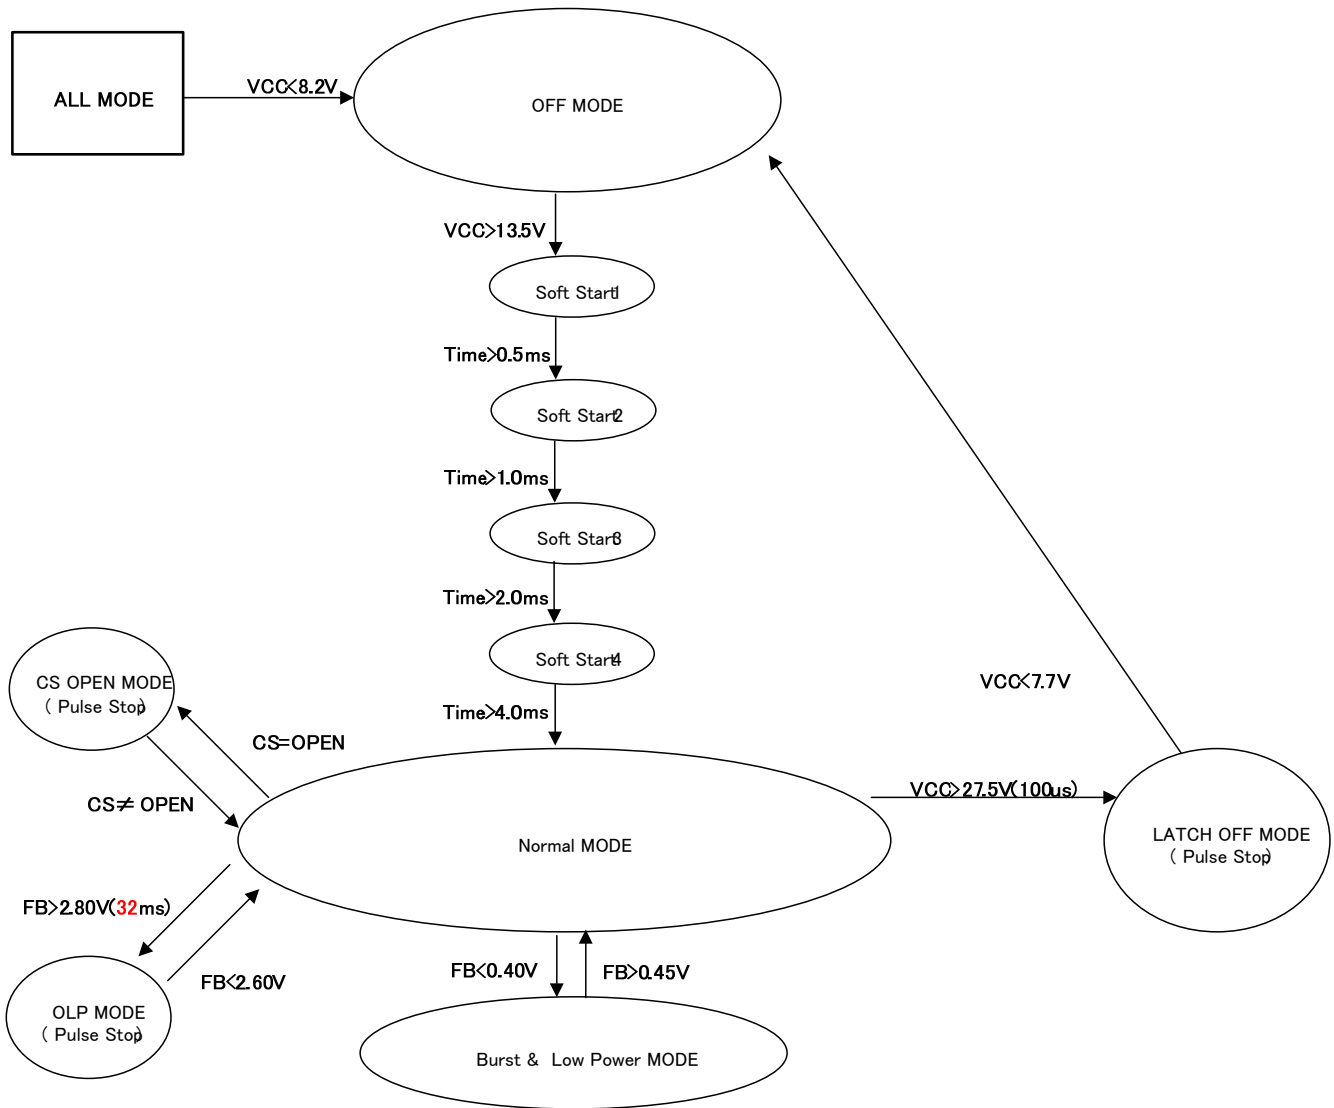 ALL MODE
VCC<8.2V
OFF MODE
VCC>13.5V
Soft Start1
Time>0.5ms
Soft Start2
Time>1.0ms
Soft Start3
Time>2.0ms
Soft Start4
Time>4.0ms
CS OPEN MODE
( Pulse Stop)
CS=OPEN
CS≠ OPEN
Normal MODE
VCC<7.7V
VCC>27.5V(100us)
LATCH OFF MODE
( Pulse Stop)
FB>2.80V(32ms)
FB<2.60V
OLP MODE
( Pulse Stop)
FB<0.40V
FB>0.45V
Burst & Low Power MODE